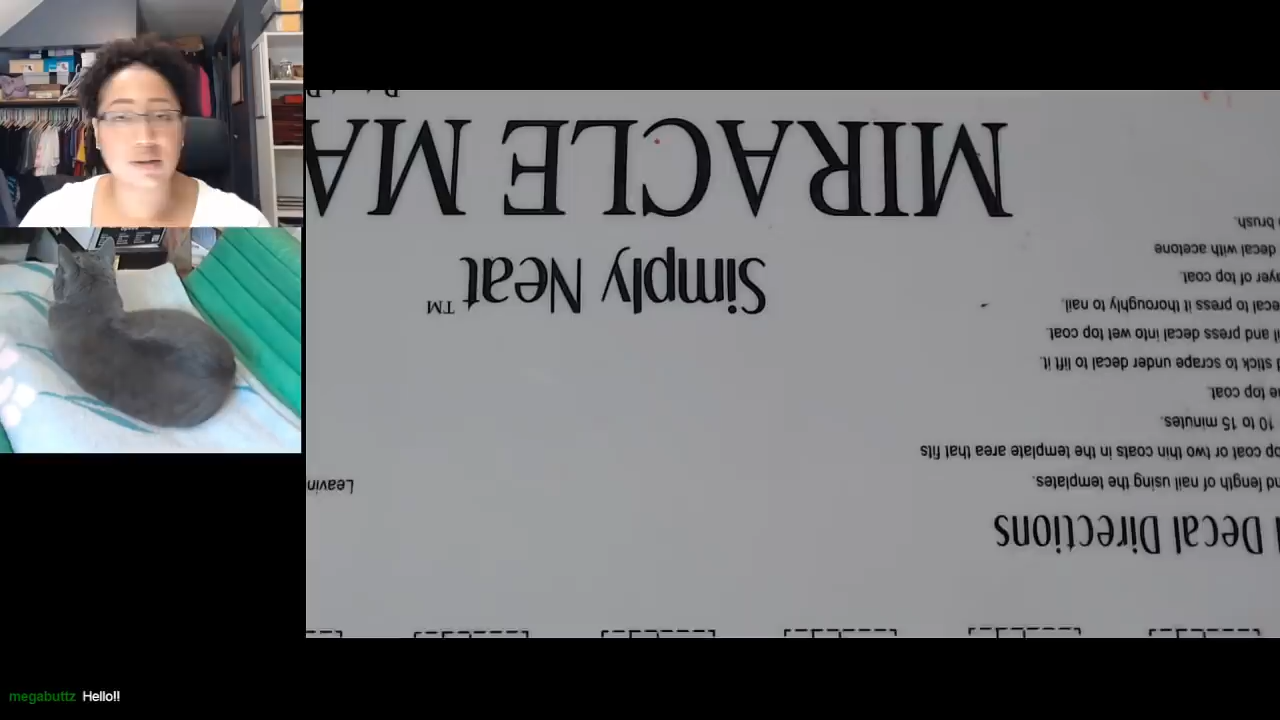 Decal Directions
nd length of nail using the templates.
op coat or two thin coats in the template area that fits
10 to 15 minutes.
e top coat.
d stick to scrape under decal to lift it
l and press decal into wet top coat
ecal to press it thoroughly to nail
ayer of top coat
decal with acetone
brush.
Leavin
Simply Neat™
MIRACLE MA
megabuttz Hello!!